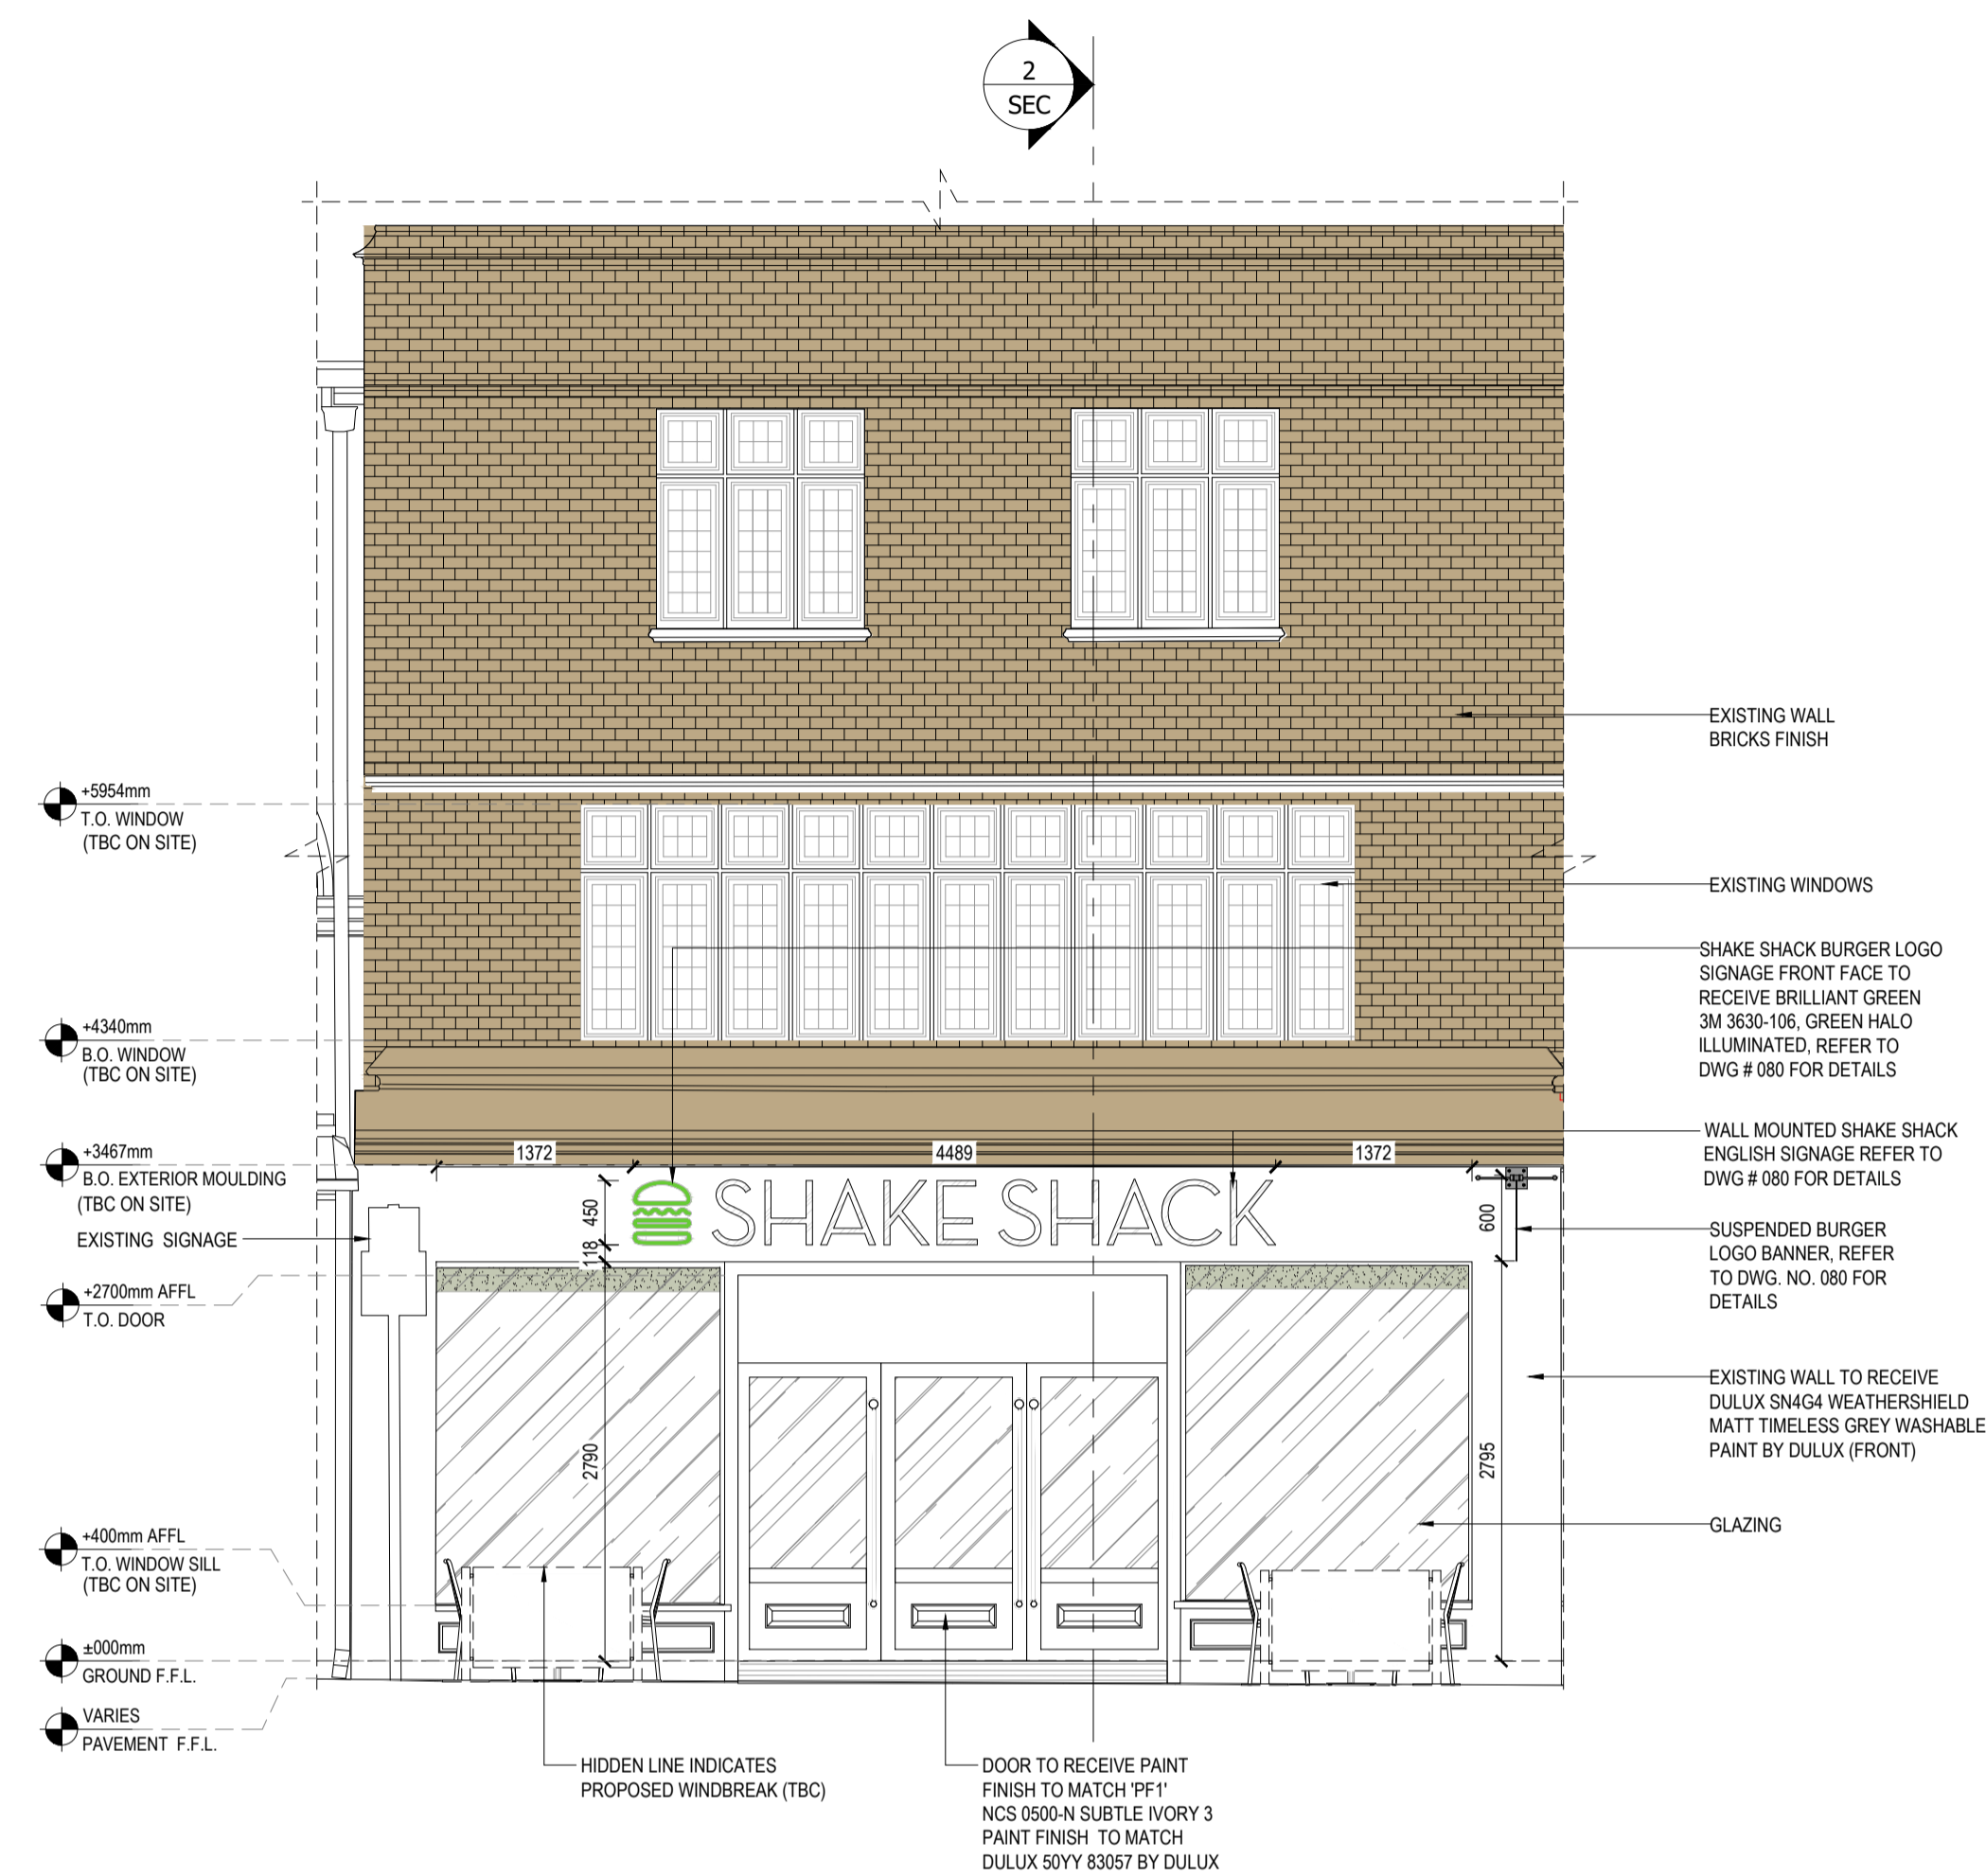 2
SEC
EXISTING WALL
BRICKS FINISH
+5954mm
T.O. WINDOW
(TBC ON SITE)
EXISTING WINDOWS
SHAKE SHACK BURGER LOGO
SIGNAGE FRONT FACE TO
RECEIVE BRILLIANT GREEN
3M 3630-106, GREEN HALO
ILLUMINATED, REFER TO
DWG # 080 FOR DETAILS
+4340mm
B.O. WINDOW
(TBC ON SITE)
WALL MOUNTED SHAKE SHACK
ENGLISH SIGNAGE REFER TO
DWG # 080 FOR DETAILS
1372
4489
1372
+3467mm
B.O. EXTERIOR MOULDING
(TBC ON SITE)
EXISTING SIGNAGE
450
118
SHAKE SHACK
600
SUSPENDED BURGER
LOGO BANNER, REFER
TO DWG. NO. 080 FOR
DETAILS
+2700mm AFFL
T.O. DOOR
EXISTING WALL TO RECEIVE
DULUX SN4G4 WEATHERSHIELD
MATT TIMELESS GREY WASHABLE
PAINT BY DULUX (FRONT)
2790
2795
GLAZING
+400mm AFFL
T.O. WINDOW SILL
(TBC ON SITE)
±000mm
GROUND F.F.L.
VARIES
PAVEMENT F.F.L.
HIDDEN LINE INDICATES
PROPOSED WINDBREAK (TBC)
DOOR TO RECEIVE PAINT
FINISH TO MATCH 'PF1'
NCS 0500-N SUBTLE IVORY 3
PAINT FINISH TO MATCH
DULUX 50YY 83057 BY DULUX